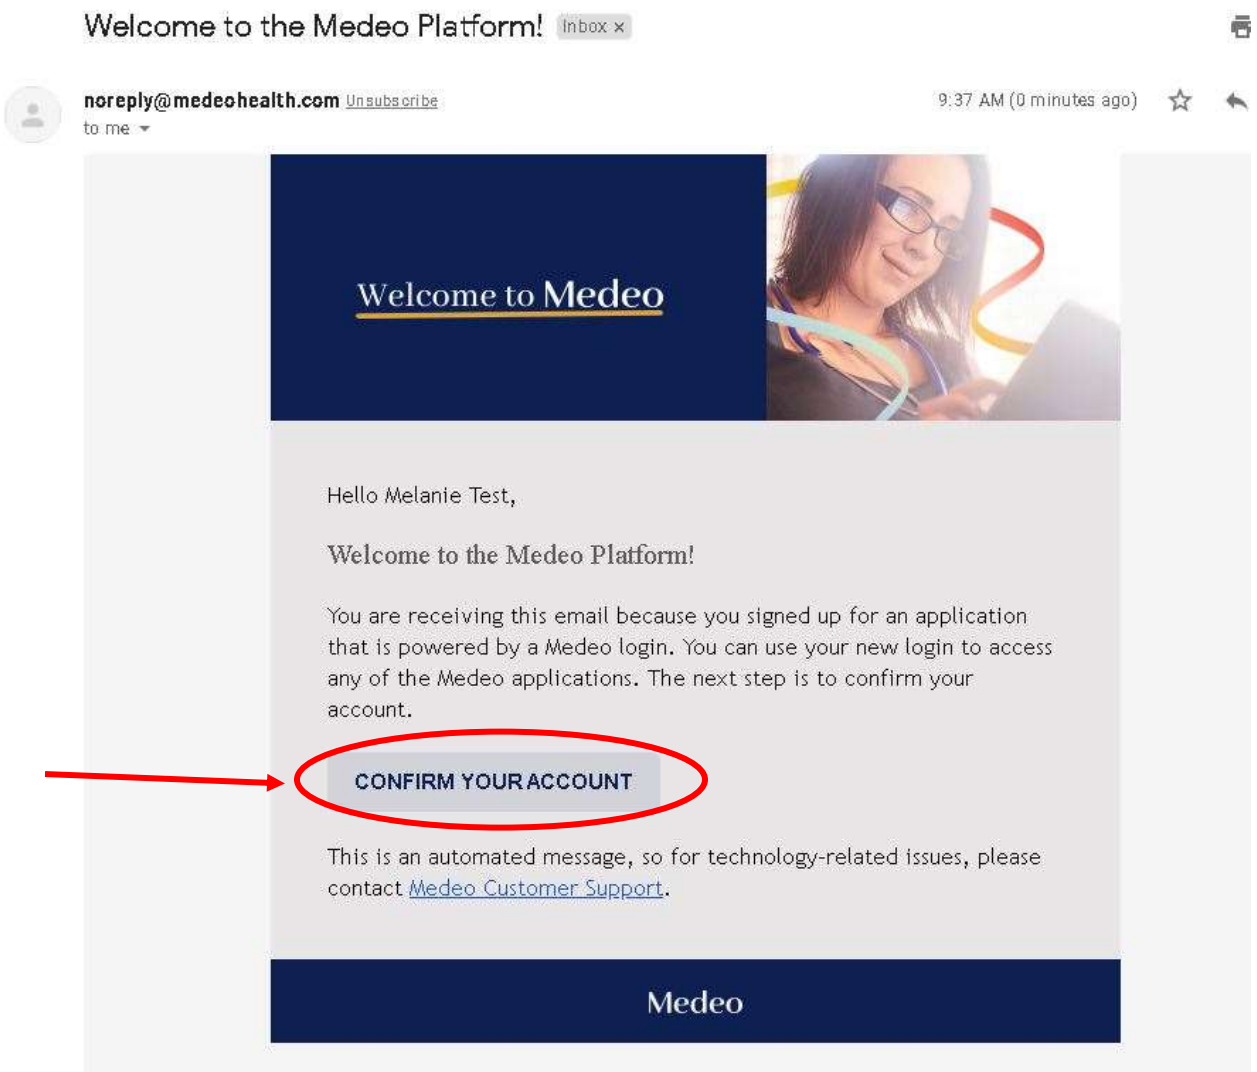 Welcome to the Medeo Platform! Inbox x
noreply@medeohealth.com Unsubscribe 9:37 AM (0 minutes ago)
to me
Welcome to Medeo
Hello Melanie Test,
Welcome to the Medeo Platform!
You are receiving this email because you signed up for an application
that is powered by a Medeo login. You can use your new login to access
any of the Medeo applications. The next step is to confirm your
account.
CONFIRM YOUR ACCOUNT
This is an automated message, so for technology-related issues, please
contact Medeo Customer Support.
Medeo